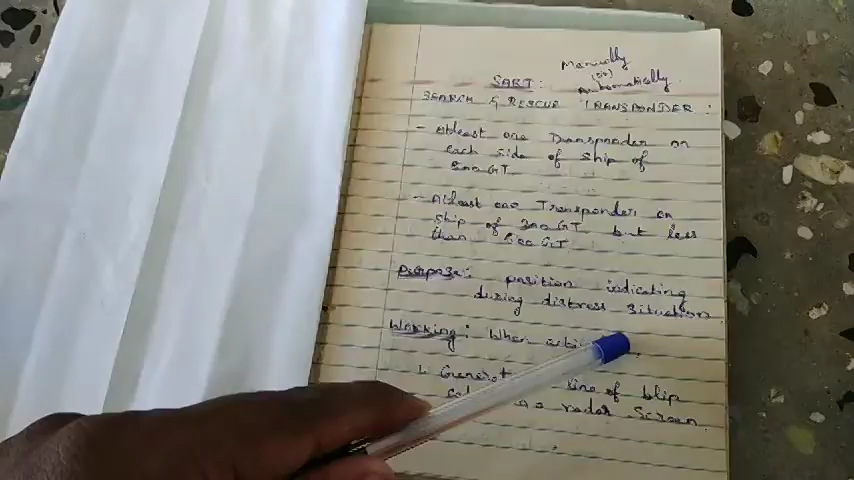 Manually
(or)
Automatically
SART:
SEARCH & RESCUE TRANSPONDER:
- Atleast one Transponder on
each side of ship of
500 GT
- Atleast one Transponder on
ship of 300 GT but less
than 500 GT
Purpose: position indicating
during distress situation
Working: When
line of blip
radar screen